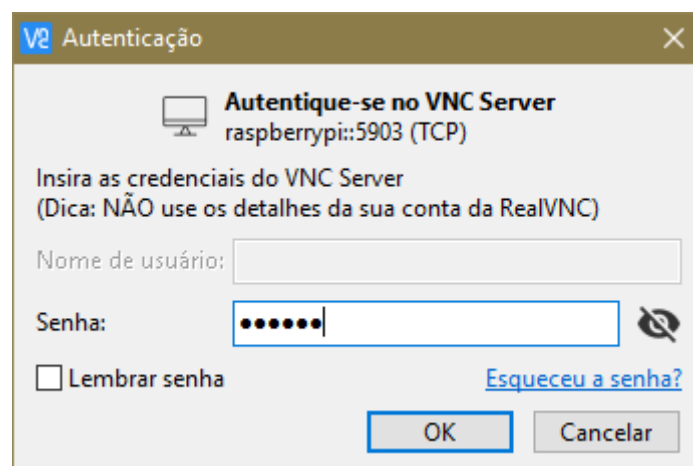 V2 Autenticação
Autentique-se no VNC Server
raspberrypi::5903 (TCP)
Insira as credenciais do VNC Server
(Dica: NÃO use os detalhes da sua conta da RealVNC)
Nome de usuário:
Senha: ●●●●●●
Lembrar senha Esqueceu a senha?
OK Cancelar